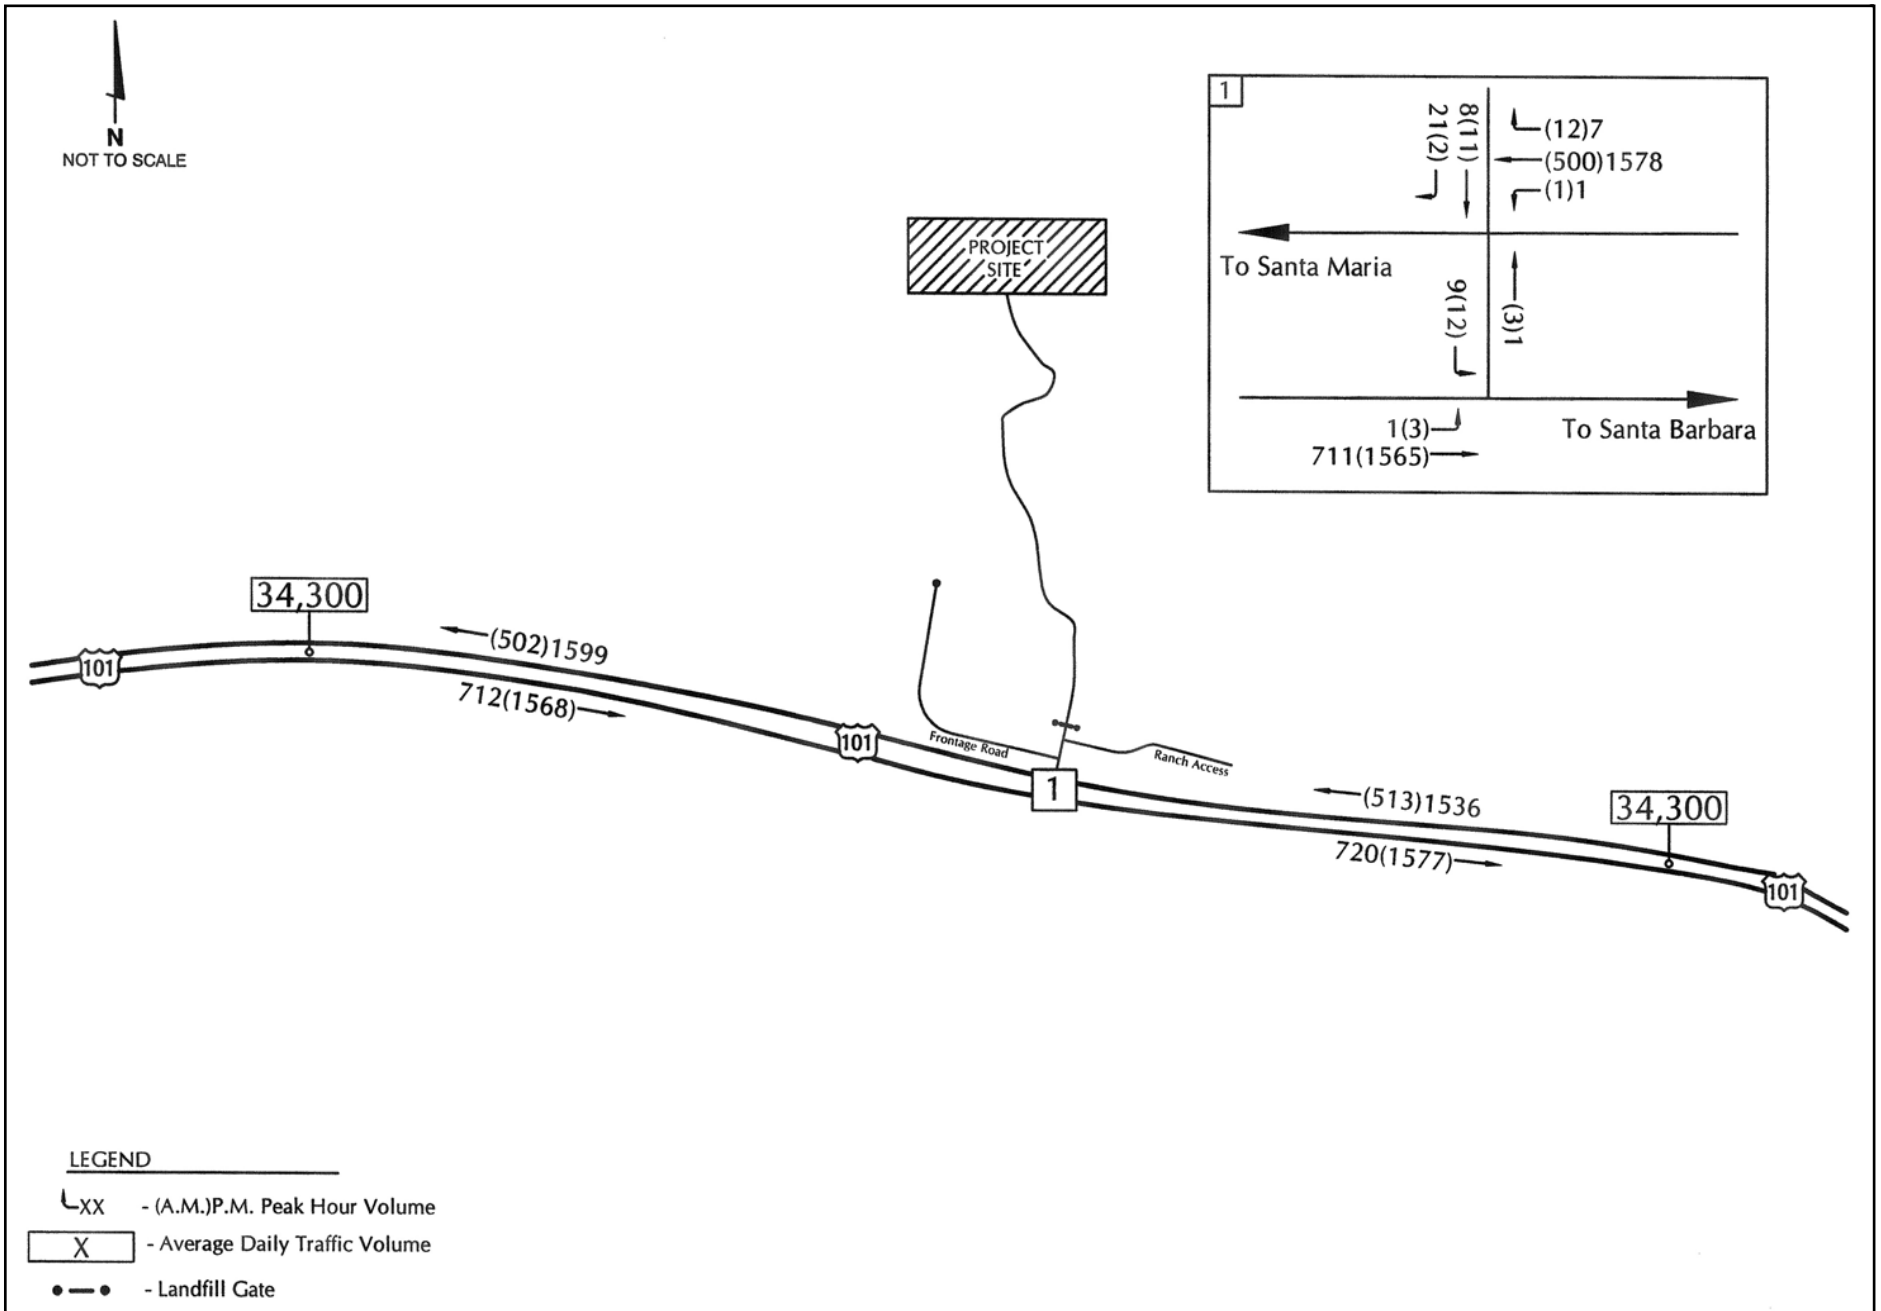 N
NOT TO SCALE
1
21(2)
8(11)
(12)7
(500)1578
(1)1
To Santa Maria
9(12)
(3)1
1(3)
To Santa Barbara
711(1565)
PROJECT
SITE
34,300
(502)1599
101
712(1568)
101
Frontage Road
Ranch Access
1
(513)1536
34,300
720(1577)
101
LEGEND
XX - (A.M.)P.M. Peak Hour Volume
X - Average Daily Traffic Volume
- Landfill Gate